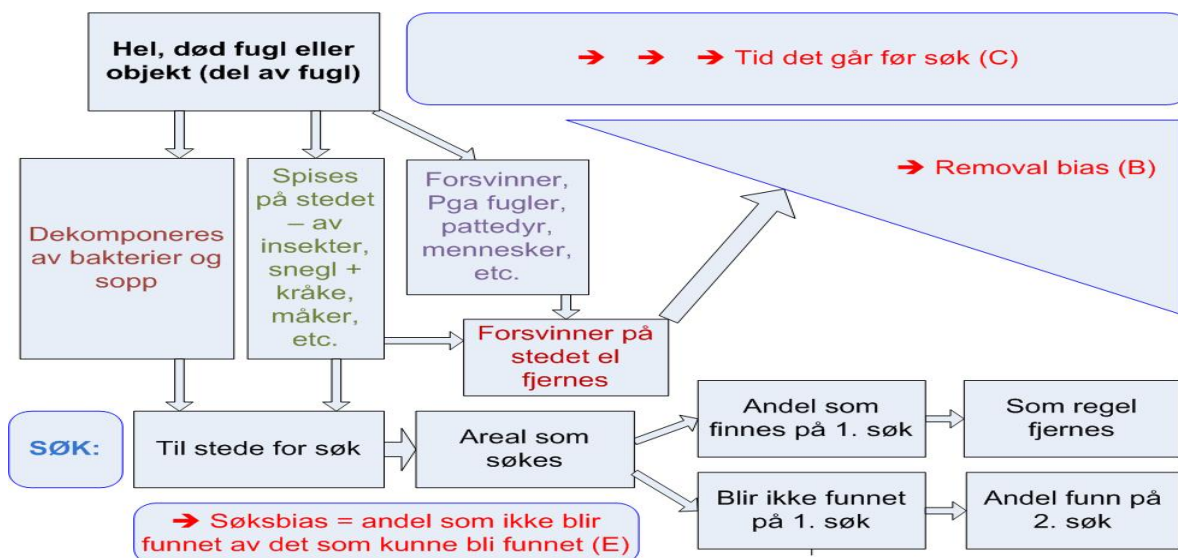 Hel, død fugl eller
objekt (del av fugl)
➔ ➔ ➔ Tid det går før søk (C)
➔ Removal bias (B)
Dekomponeres
av bakterier og
sopp
Spises
på stedet
– av
insekter,
snegl +
kråke,
måker,
etc.
Forsvinner,
Pga fugler,
pattedyr,
mennesker,
etc.
Forsvinner på
stedet el
fjernes
SØK:
Til stede for søk
Areal som
søkes
Andel som
finnes på 1. søk
Som regel
fjernes
Blir ikke funnet
på 1. søk
Andel funn på
2. søk
➔ Søksbias = andel som ikke blir
funnet av det som kunne bli funnet (E)